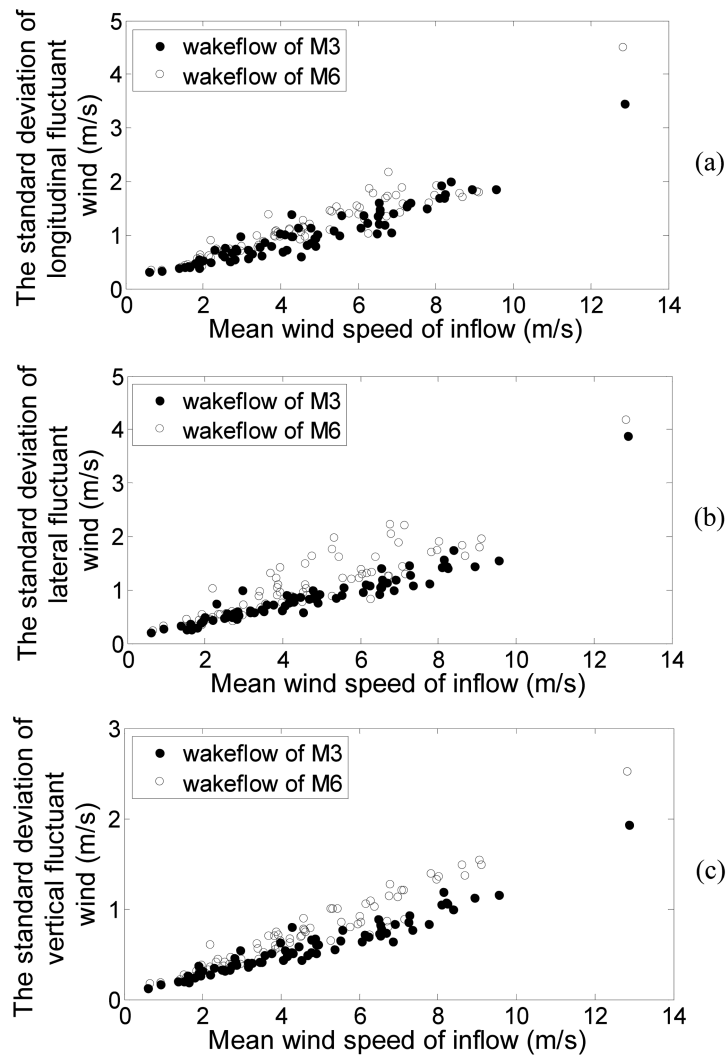 The standard deviation of
longitudinal fluctuant
wind (m/s)
5
4
3
2
1
0
wakeflow of M3
wakeflow of M6
0 2 4 6 8 10 12 14
Mean wind speed of inflow (m/s)
(a)
The standard deviation of
lateral fluctuant
wind (m/s)
5
4
3
2
1
0
wakeflow of M3
wakeflow of M6
0 2 4 6 8 10 12 14
Mean wind speed of inflow (m/s)
(b)
The standard deviation of
vertical fluctuant
wind (m/s)
3
2
1
0
wakeflow of M3
wakeflow of M6
0 2 4 6 8 10 12 14
Mean wind speed of inflow (m/s)
(c)